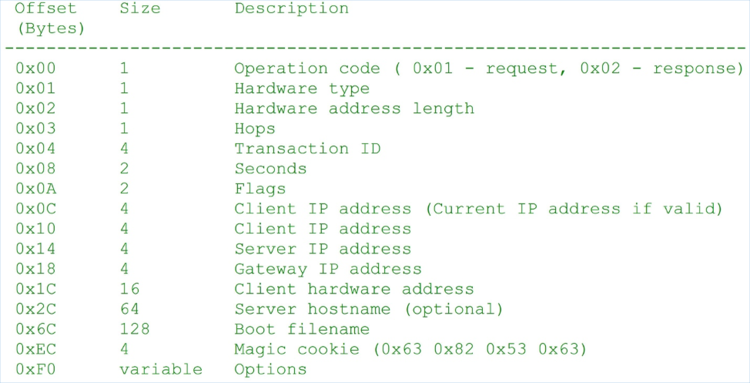 Offset Size Description
(Bytes)
--------------------------------------------------------------------------
0x00 1 Operation code ( 0x01 - request, 0x02 - response)
0x01 1 Hardware type
0x02 1 Hardware address length
0x03 1 Hops
0x04 4 Transaction ID
0x08 2 Seconds
0x0A 2 Flags
0x0C 4 Client IP address (Current IP address if valid)
0x10 4 Client IP address
0x14 4 Server IP address
0x18 4 Gateway IP address
0x1C 16 Client hardware address
0x2C 64 Server hostname (optional)
0x6C 128 Boot filename
0xEC 4 Magic cookie (0x63 0x82 0x53 0x63)
0xF0 variable Options